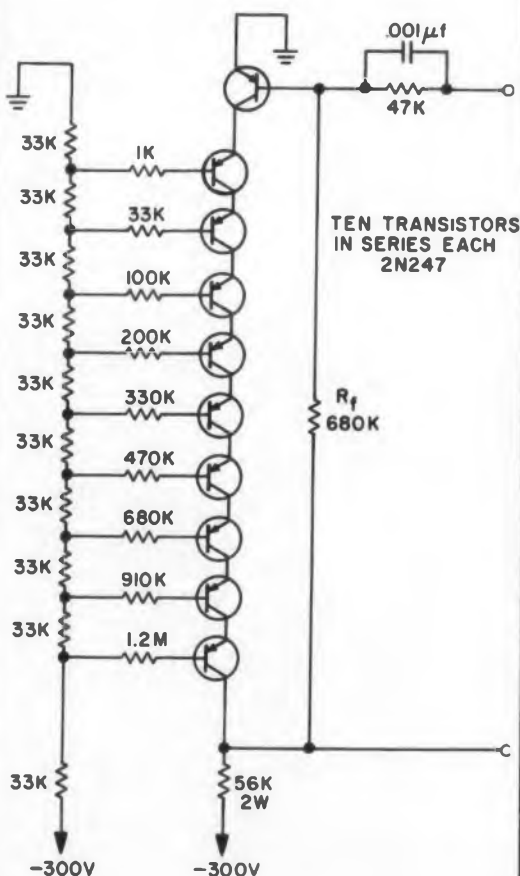 .001μf
47K
33K
1K
33K
33K
TEN TRANSISTORS
IN SERIES EACH
2N247
33K
100K
33K
200K
33K
330K
Rf
680K
33K
470K
33K
680K
33K
910K
33K
1.2M
33K
56K
2W
-300V
-300V